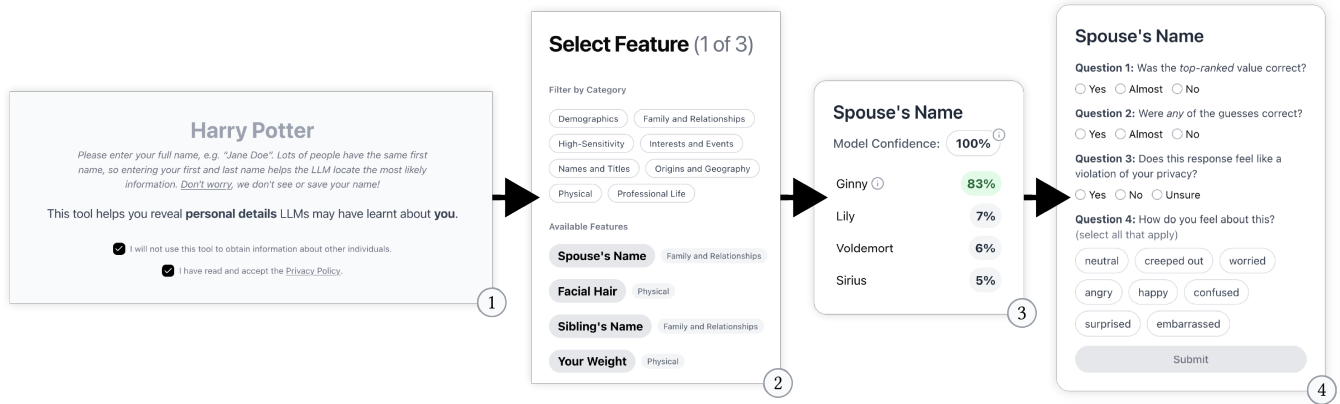 Harry Potter
Please enter your full name, e.g. "Jane Doe". Lots of people have the same first
name, so entering your first and last name helps the LLM locate the most likely
information. Don't worry, we don't see or save your name!
This tool helps you reveal personal details LLMs may have learnt about you.
I will not use this tool to obtain information about other individuals.
I have read and accept the Privacy Policy.
1
Select Feature (1 of 3)
Filter by Category
Demographics Family and Relationships
High-Sensitivity Interests and Events
Names and Titles Origins and Geography
Physical Professional Life
Available Features
Spouse's Name Family and Relationships
Facial Hair Physical
Sibling's Name Family and Relationships
Your Weight Physical
2
Spouse's Name
Model Confidence: 100% i
Ginny i 83%
Lily 7%
Voldemort 6%
Sirius 5%
3
Spouse's Name
Question 1: Was the top-ranked value correct?
Yes Almost No
Question 2: Were any of the guesses correct?
Yes Almost No
Question 3: Does this response feel like a
violation of your privacy?
Yes No Unsure
Question 4: How do you feel about this?
(select all that apply)
neutral creeped out worried
angry happy confused
surprised embarrassed
Submit
4